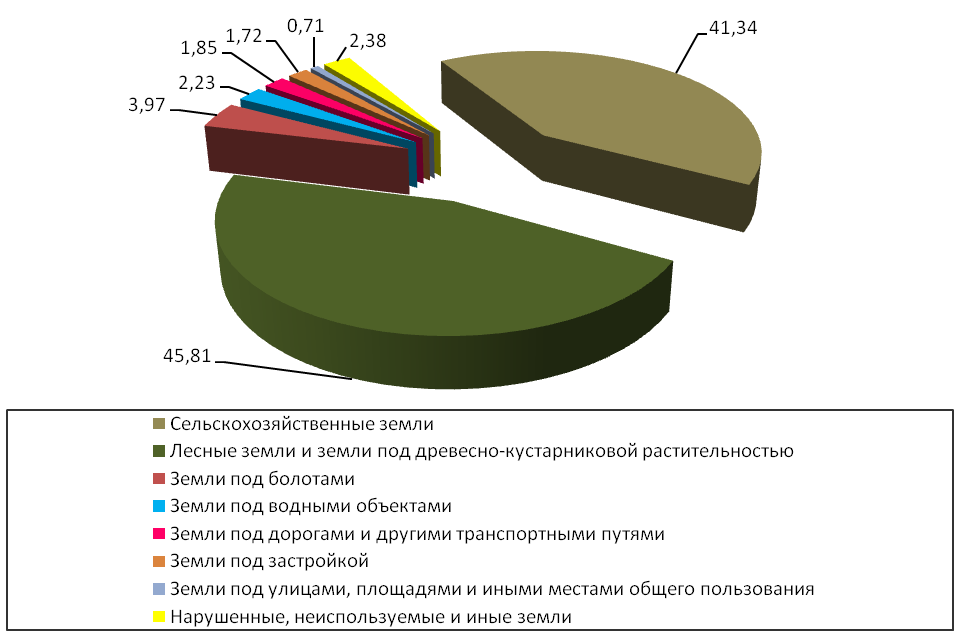 0,71
41,34
1,72
2,38
1,85
2,23
3,97
45,81
Сельскохозяйственные земли
Лесные земли и земли под древесно-кустарниковой растительностью
Земли под болотами
Земли под водными объектами
Земли под дорогами и другими транспортными путями
Земли под застройкой
Земли под улицами, площадями и иными местами общего пользования
Нарушенные, неиспользуемые и иные земли